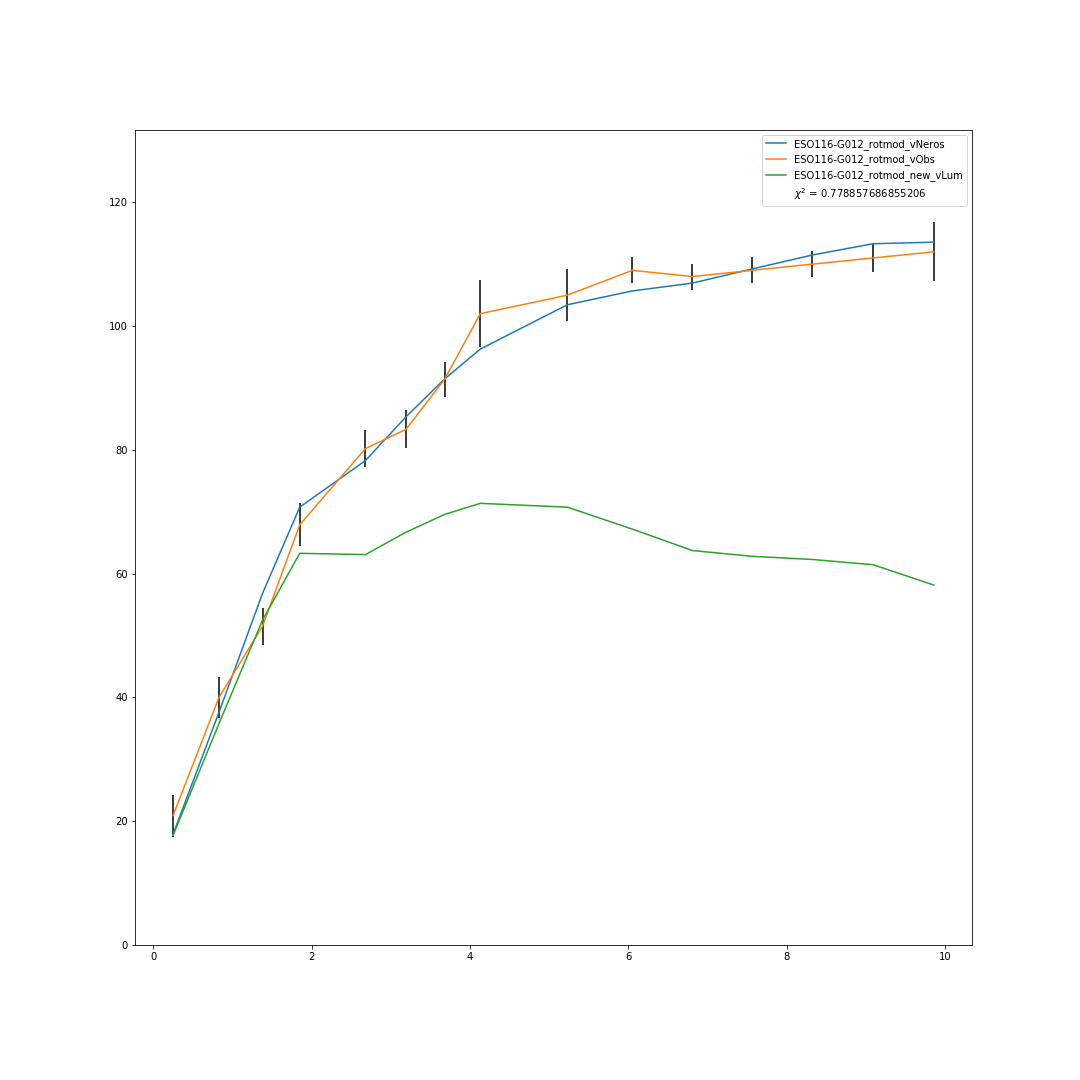 ESO116-G012_rotmod_vNeros
ESO116-G012_rotmod_vObs
ESO116-G012_rotmod_new_vLum
χ² = 0.778857686855206
120
100
80
60
40
20
0
0 2 4 6 8 10